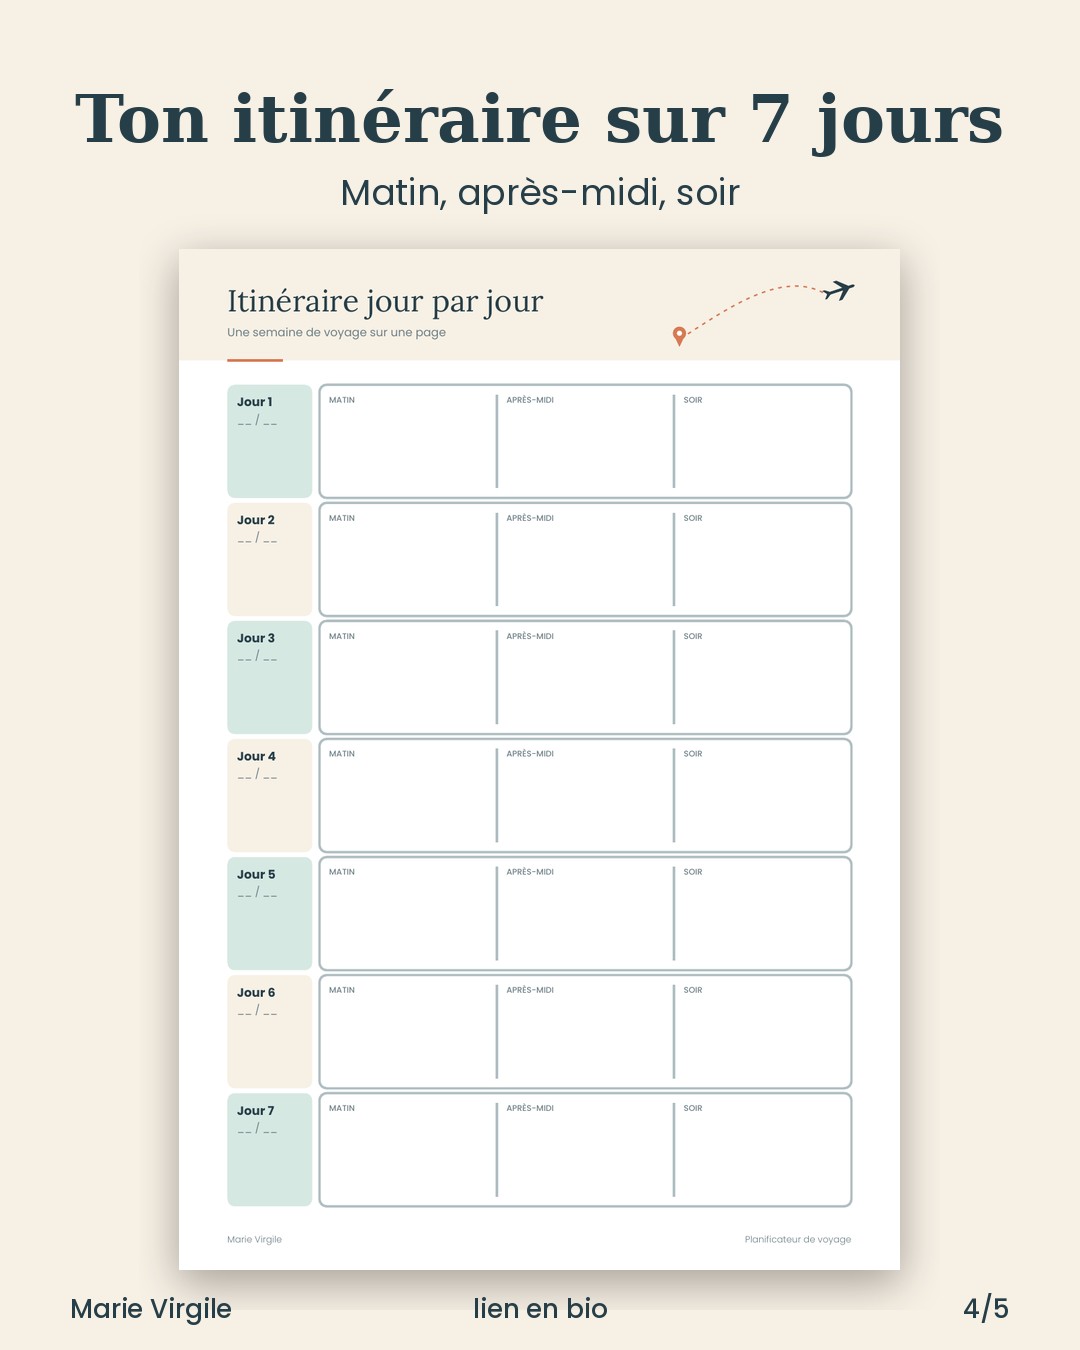 Ton itinéraire sur 7 jours
Matin, après-midi, soir
Itinéraire jour par jour
Une semaine de voyage sur une page
Jour 1
__ / __
MATIN APRÈS-MIDI SOIR
Jour 2
__ / __
MATIN APRÈS-MIDI SOIR
Jour 3
__ / __
MATIN APRÈS-MIDI SOIR
Jour 4
__ / __
MATIN APRÈS-MIDI SOIR
Jour 5
__ / __
MATIN APRÈS-MIDI SOIR
Jour 6
__ / __
MATIN APRÈS-MIDI SOIR
Jour 7
__ / __
MATIN APRÈS-MIDI SOIR
Marie Virgile Planificateur de voyage
Marie Virgile lien en bio 4/5